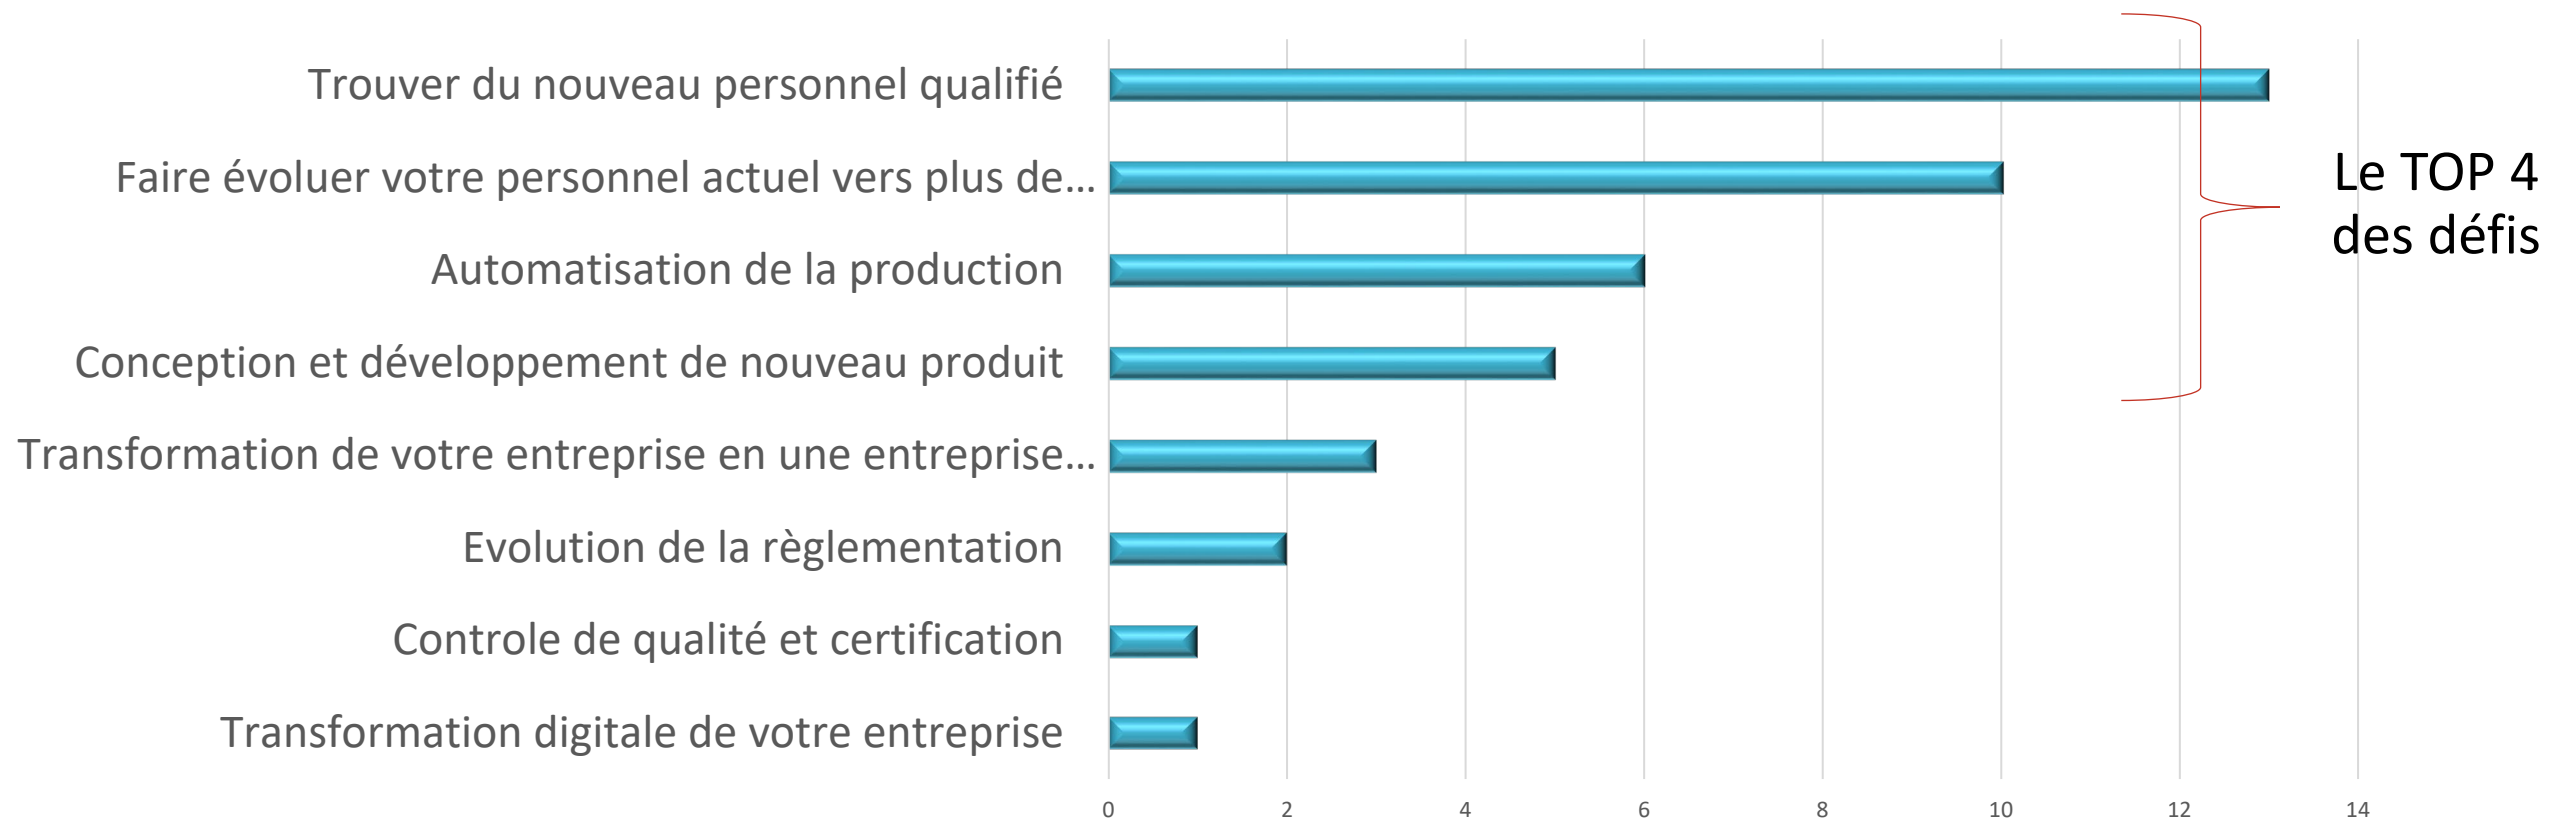 Trouver du nouveau personnel qualifié
Faire évoluer votre personnel actuel vers plus de…
Automatisation de la production
Conception et développement de nouveau produit
Transformation de votre entreprise en une entreprise…
Evolution de la règlementation
Controle de qualité et certification
Transformation digitale de votre entreprise
0 2 4 6 8 10 12 14
Le TOP 4
des défis